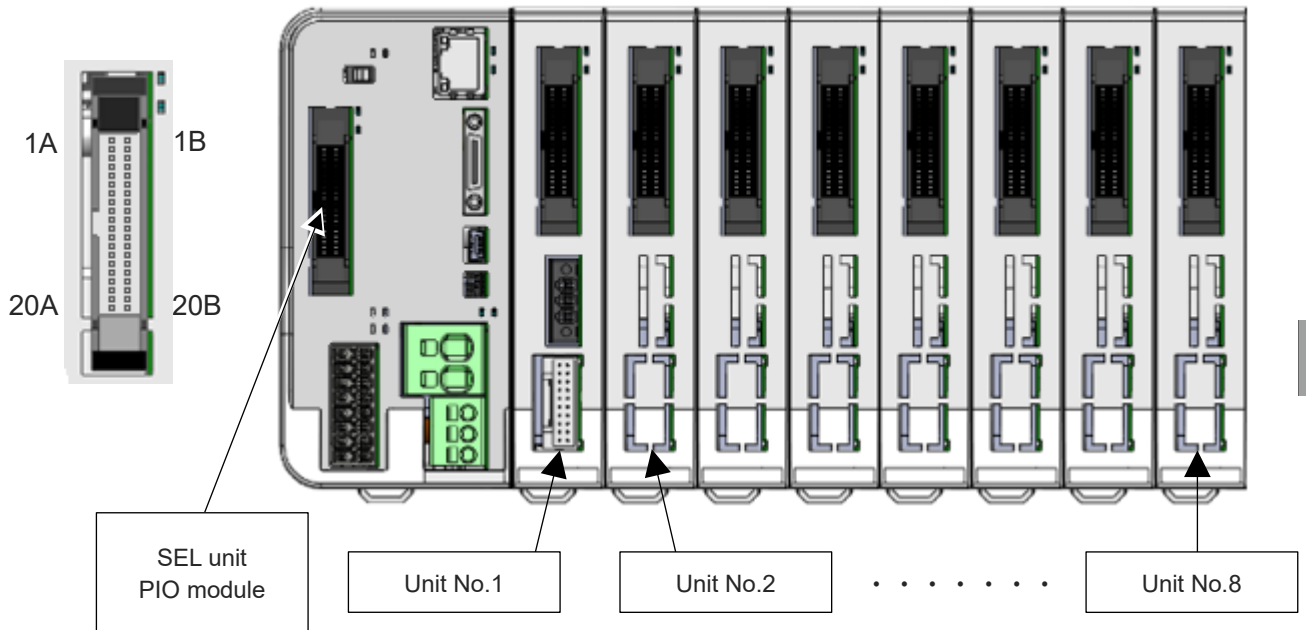 1A
1B
20A
20B
SEL unit
PIO module
Unit No.1
Unit No.2
· · · · · · ·
Unit No.8